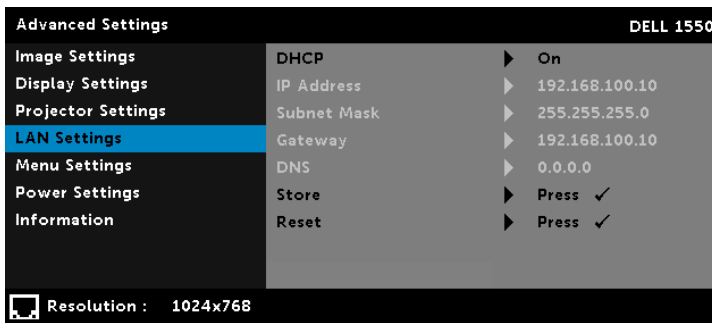 Advanced Settings DELL 1550
Image Settings
Display Settings
Projector Settings
LAN Settings
Menu Settings
Power Settings
Information
DHCP On
IP Address 192.168.100.10
Subnet Mask 255.255.255.0
Gateway 192.168.100.10
DNS 0.0.0.0
Store Press ✓
Reset Press ✓
Resolution : 1024x768